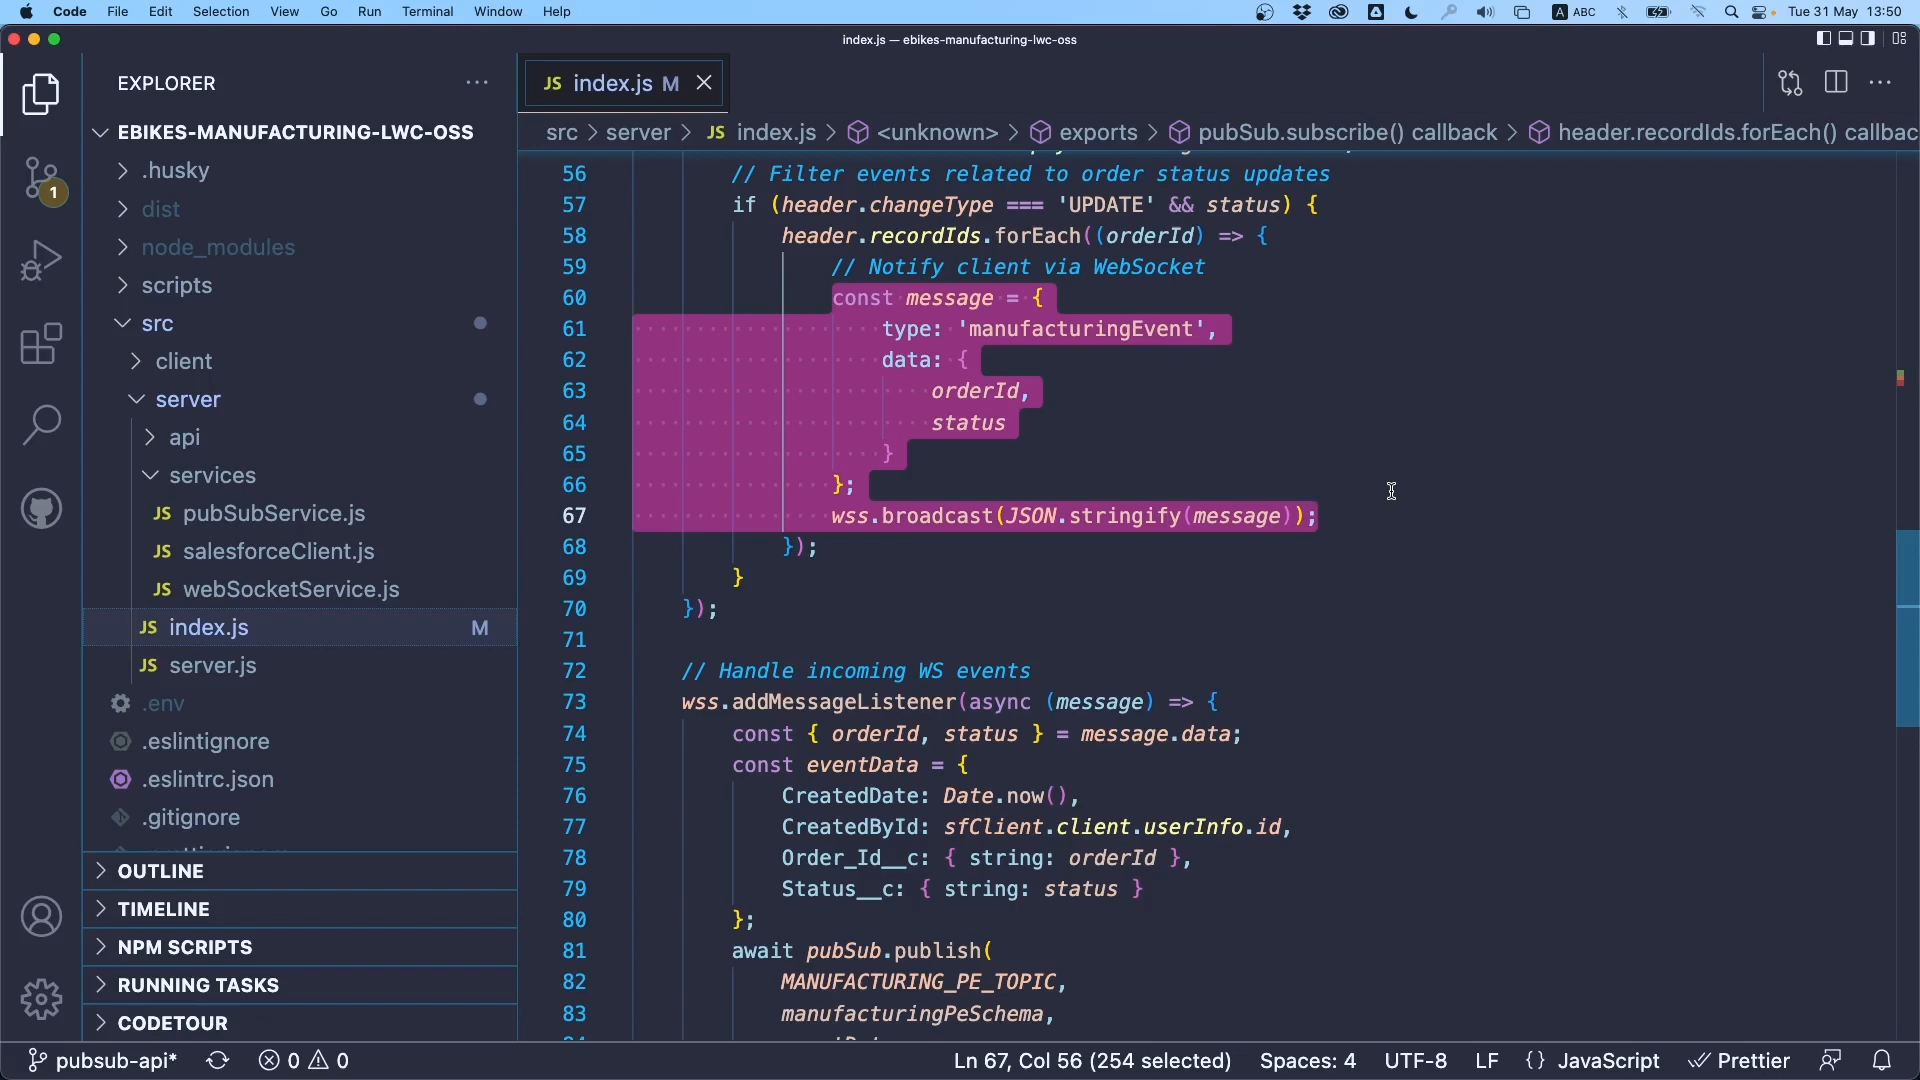 Code File Edit Selection View Go Run Terminal Window Help
A ABC Tue 31 May 13:50
index.js — ebikes-manufacturing-lwc-oss
EXPLORER
JS index.js M
EBIKES-MANUFACTURING-LWC-OSS
src > server > JS index.js > <unknown> > exports > pubSub.subscribe() callback > header.recordIds.forEach() callbac
.husky
dist
node_modules
scripts
src
client
server
api
services
JS pubSubService.js
JS salesforceClient.js
JS webSocketService.js
JS index.js M
JS server.js
.env
.eslintignore
.eslintrc.json
.gitignore
OUTLINE
TIMELINE
NPM SCRIPTS
RUNNING TASKS
CODETOUR
1
56 // Filter events related to order status updates
57 if (header.changeType === 'UPDATE' && status) {
58 header.recordIds.forEach((orderId) => {
59 // Notify client via WebSocket
60 const message = {
61 type: 'manufacturingEvent',
62 data: {
63 orderId,
64 status
65 }
66 };
67 wss.broadcast(JSON.stringify(message));
68 });
69 }
70 });
71
72 // Handle incoming WS events
73 wss.addMessageListener(async (message) => {
74 const { orderId, status } = message.data;
75 const eventData = {
76 CreatedDate: Date.now(),
77 CreatedById: sfClient.client.userInfo.id,
78 Order_Id__c: { string: orderId },
79 Status__c: { string: status }
80 };
81 await pubSub.publish(
82 MANUFACTURING_PE_TOPIC,
83 manufacturingPeSchema,
pubsub-api* 0 0 Ln 67, Col 56 (254 selected) Spaces: 4 UTF-8 LF {} JavaScript Prettier